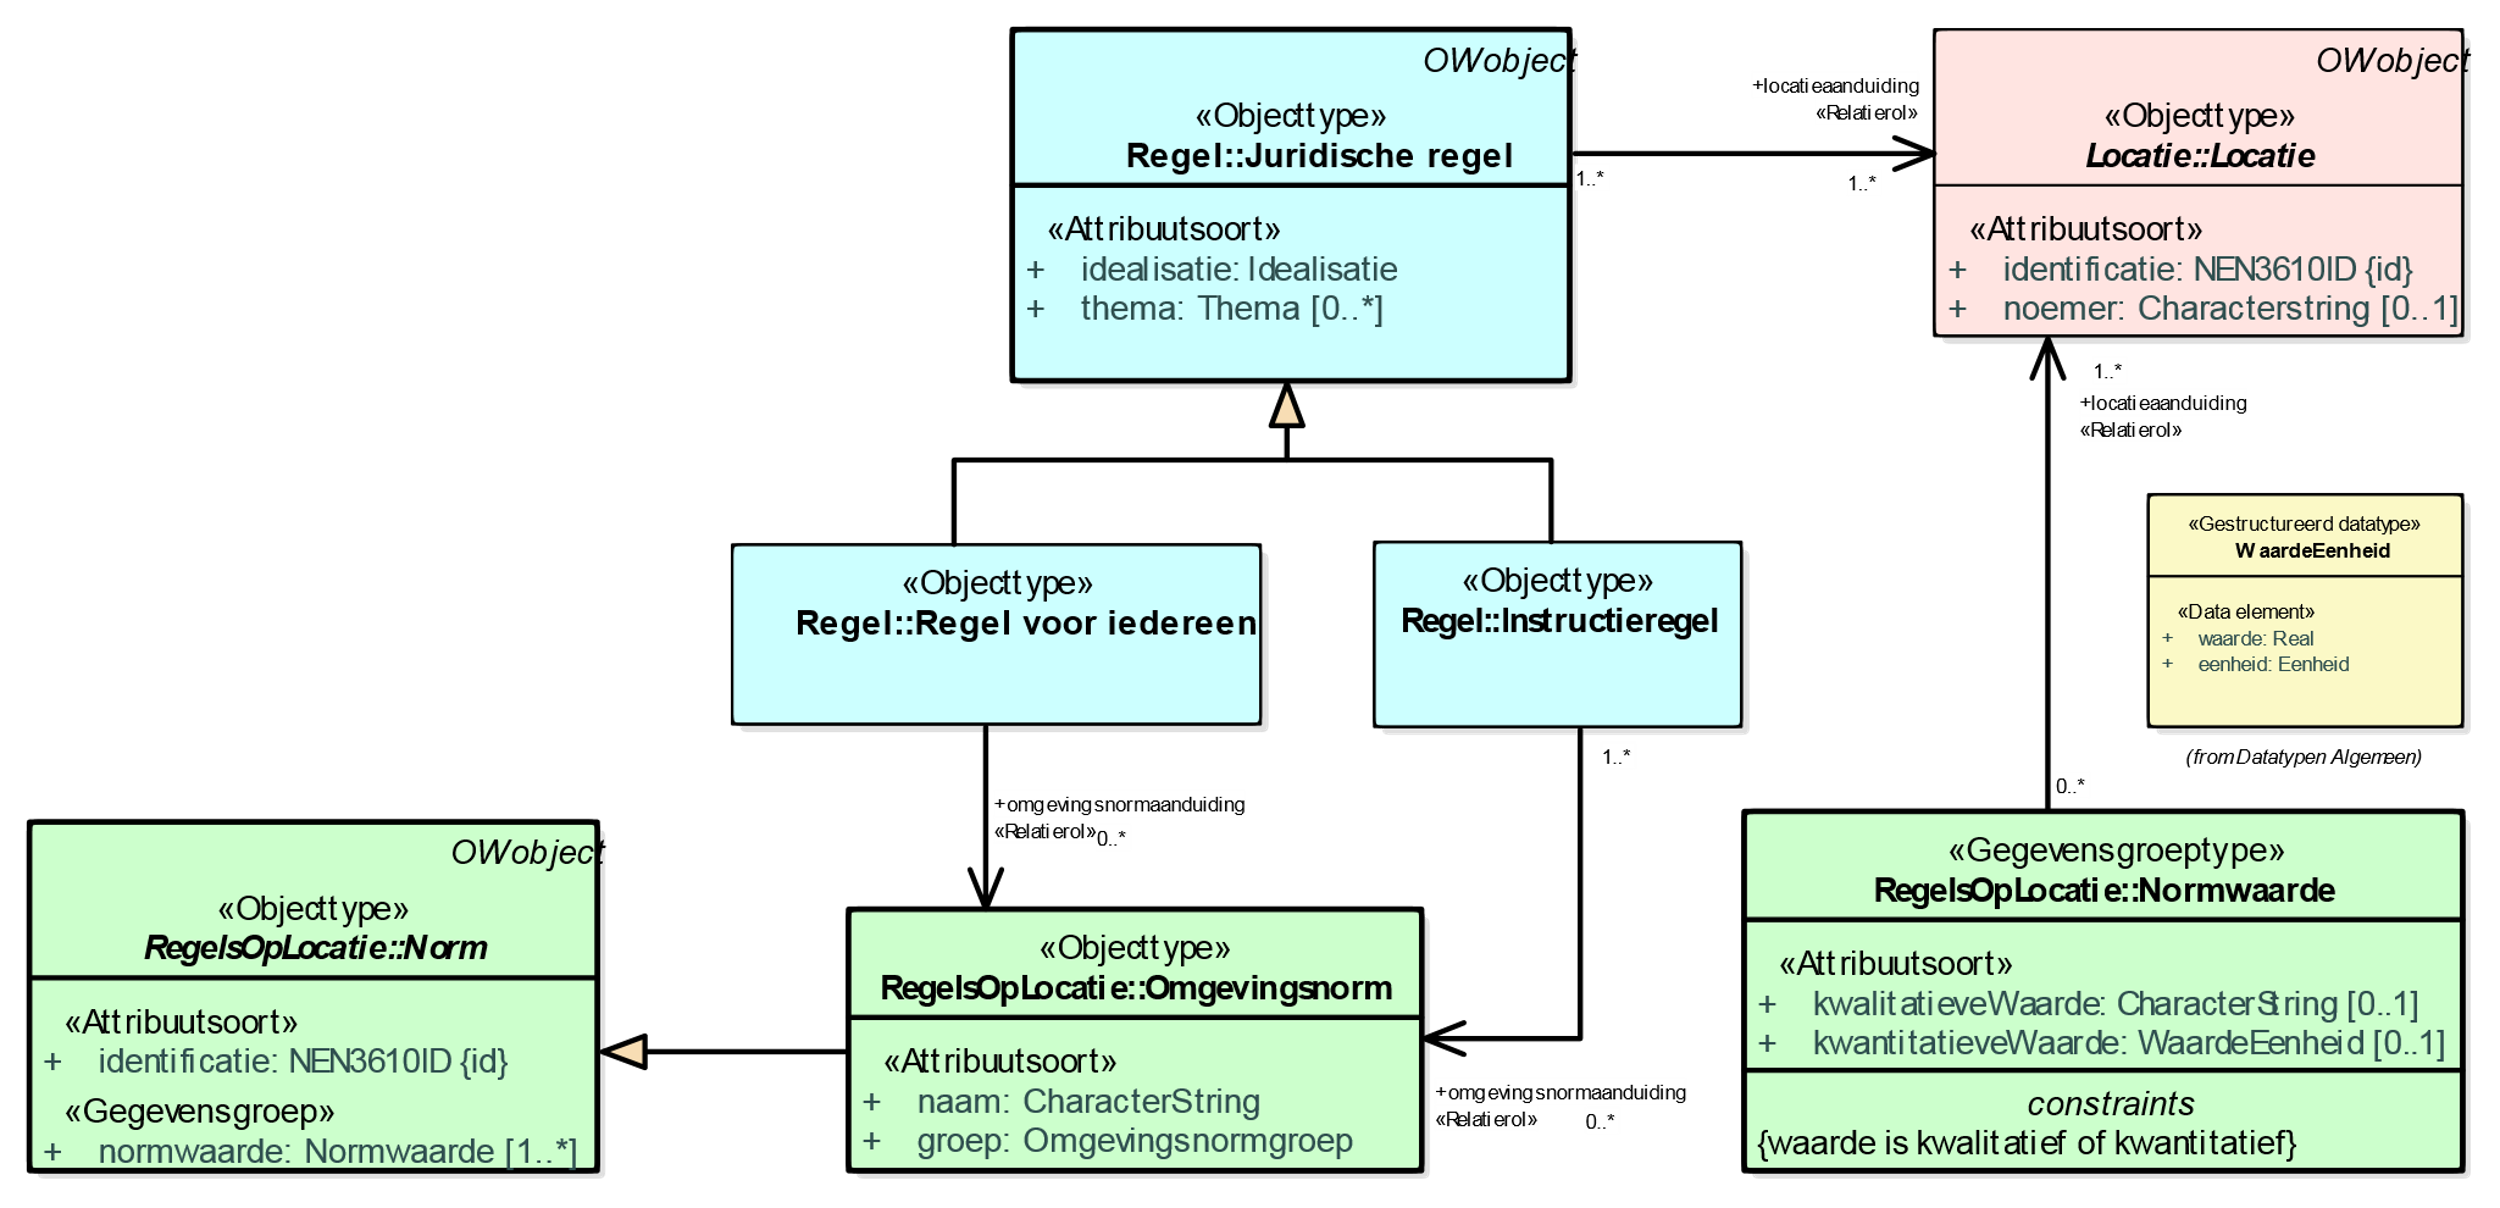 OWobject
«Objecttype»
Regel::Juridische regel
«Attribuutsoort»
+ idealisatie: Idealisatie
+ thema: Thema [0..*]
+locatieaanduiding
«Relatierol»
1..*
1..*
OWobject
«Objecttype»
Locatie::Locatie
«Attribuutsoort»
+ identificatie: NEN3610ID {id}
+ noemer: Characterstring [0..1]
1..*
+locatieaanduiding
«Relatierol»
«Gestructureerd datatype»
WaardeEenheid
«Data element»
+ waarde: Real
+ eenheid: Eenheid
(from Datatypen Algemeen)
0..*
«Objecttype»
Regel::Regel voor iedereen
«Objecttype»
Regel::Instructieregel
1..*
+omgevingsnormaanduiding
«Relatierol»
0..*
OWobject
«Objecttype»
RegelsOpLocatie::Norm
«Attribuutsoort»
+ identificatie: NEN3610ID {id}
«Gegevensgroep»
+ normwaarde: Normwaarde [1..*]
«Objecttype»
RegelsOpLocatie::Omgevingsnorm
«Attribuutsoort»
+ naam: CharacterString
+ groep: Omgevingsnormgroep
+omgevingsnormaanduiding
«Relatierol»
0..*
«Gegevensgroeptype»
RegelsOpLocatie::Normwaarde
«Attribuutsoort»
+ kwalitatieveWaarde: CharacterString [0..1]
+ kwantitatieveWaarde: WaardeEenheid [0..1]
constraints
{waarde is kwalitatief of kwantitatief}